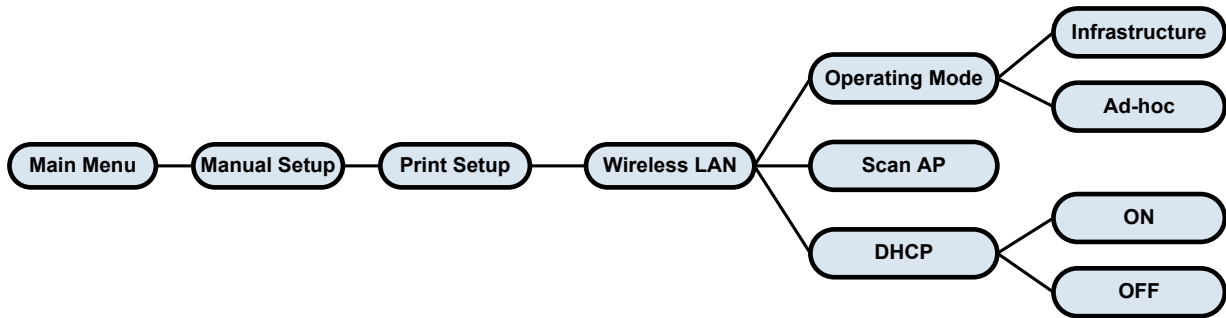 Main Menu
Manual Setup
Print Setup
Wireless LAN
Operating Mode
Infrastructure
Ad-hoc
Scan AP
DHCP
ON
OFF